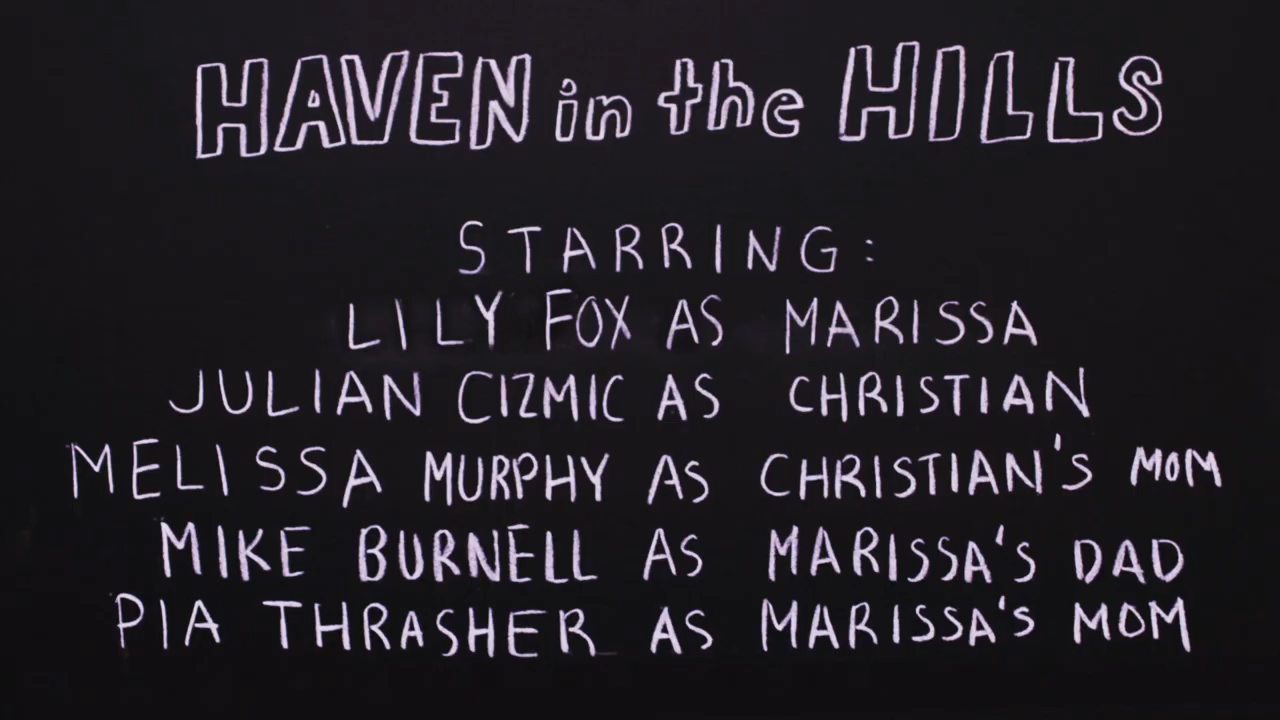 HAVEN in the HILLS
STARRING:
LILY FOX AS MARISSA
JULIAN CIZMIC AS CHRISTIAN
MELISSA MURPHY AS CHRISTIAN'S MOM
MIKE BURNELL AS MARISSA'S DAD
PIA THRASHER AS MARISSA'S MOM